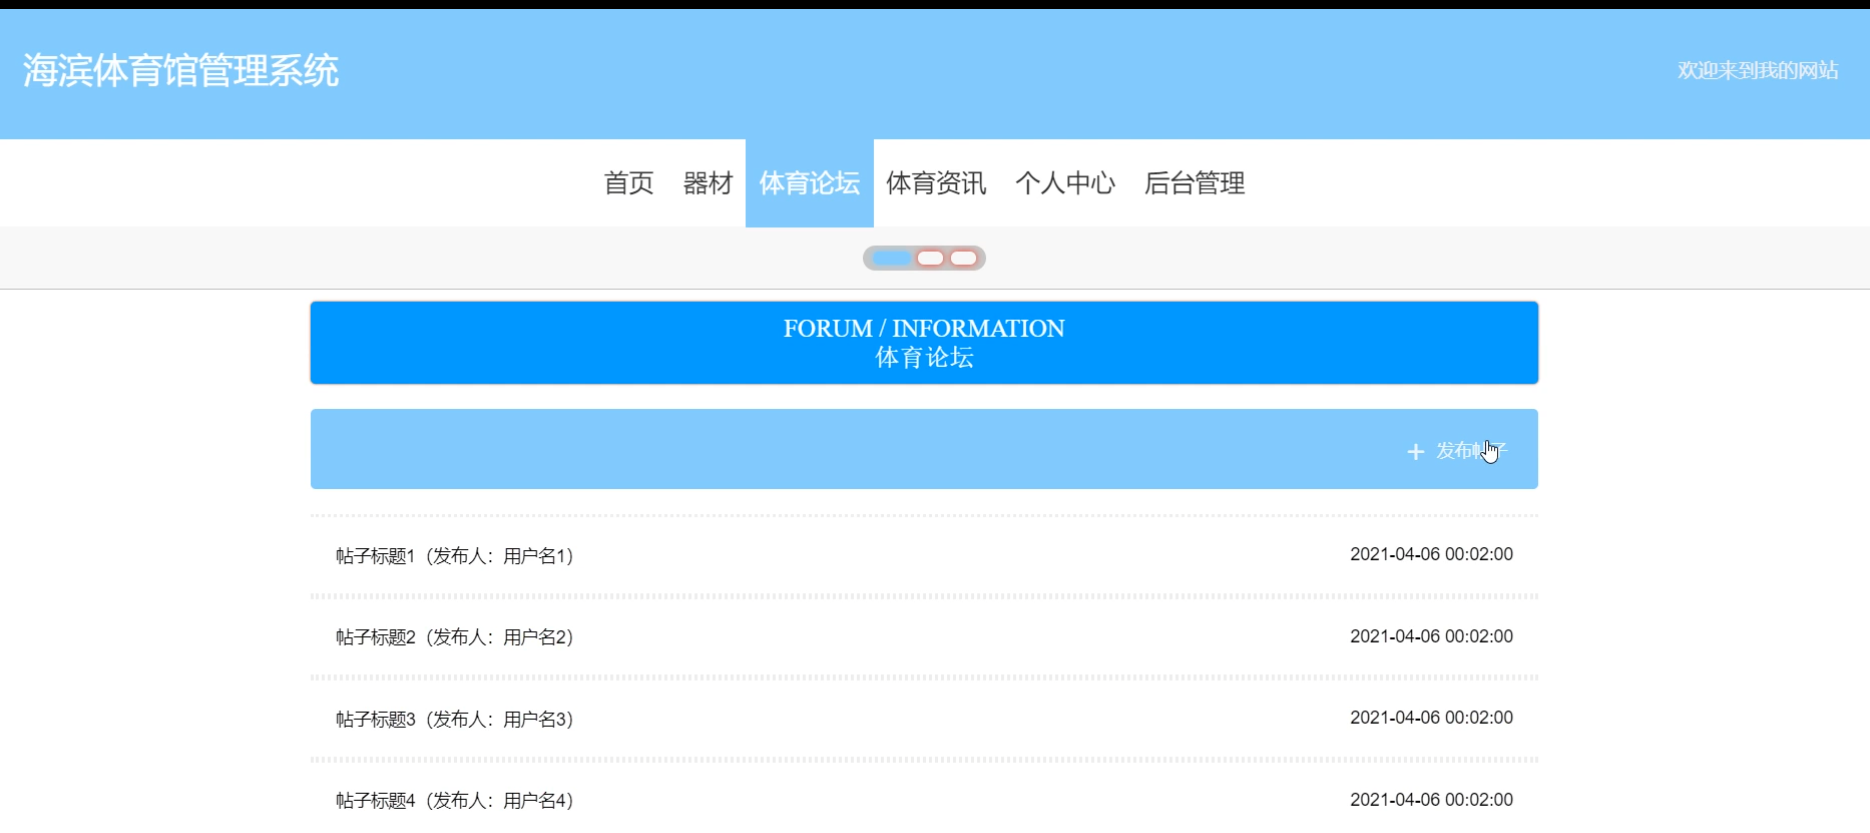 海滨体育馆管理系统
欢迎来到我的网站
首页 器材 体育论坛 体育资讯 个人中心 后台管理
FORUM / INFORMATION
体育论坛
+ 发布帖子
帖子标题1（发布人：用户名1） 2021-04-06 00:02:00
帖子标题2（发布人：用户名2） 2021-04-06 00:02:00
帖子标题3（发布人：用户名3） 2021-04-06 00:02:00
帖子标题4（发布人：用户名4） 2021-04-06 00:02:00